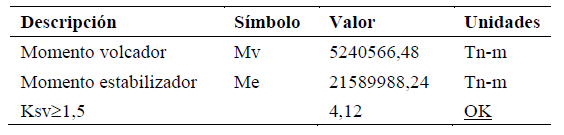 Descripción Símbolo Valor Unidades
Momento volcador Mv 5240566,48 Tn-m
Momento estabilizador Me 21589988,24 Tn-m
Ksv≥1,5 4,12 OK